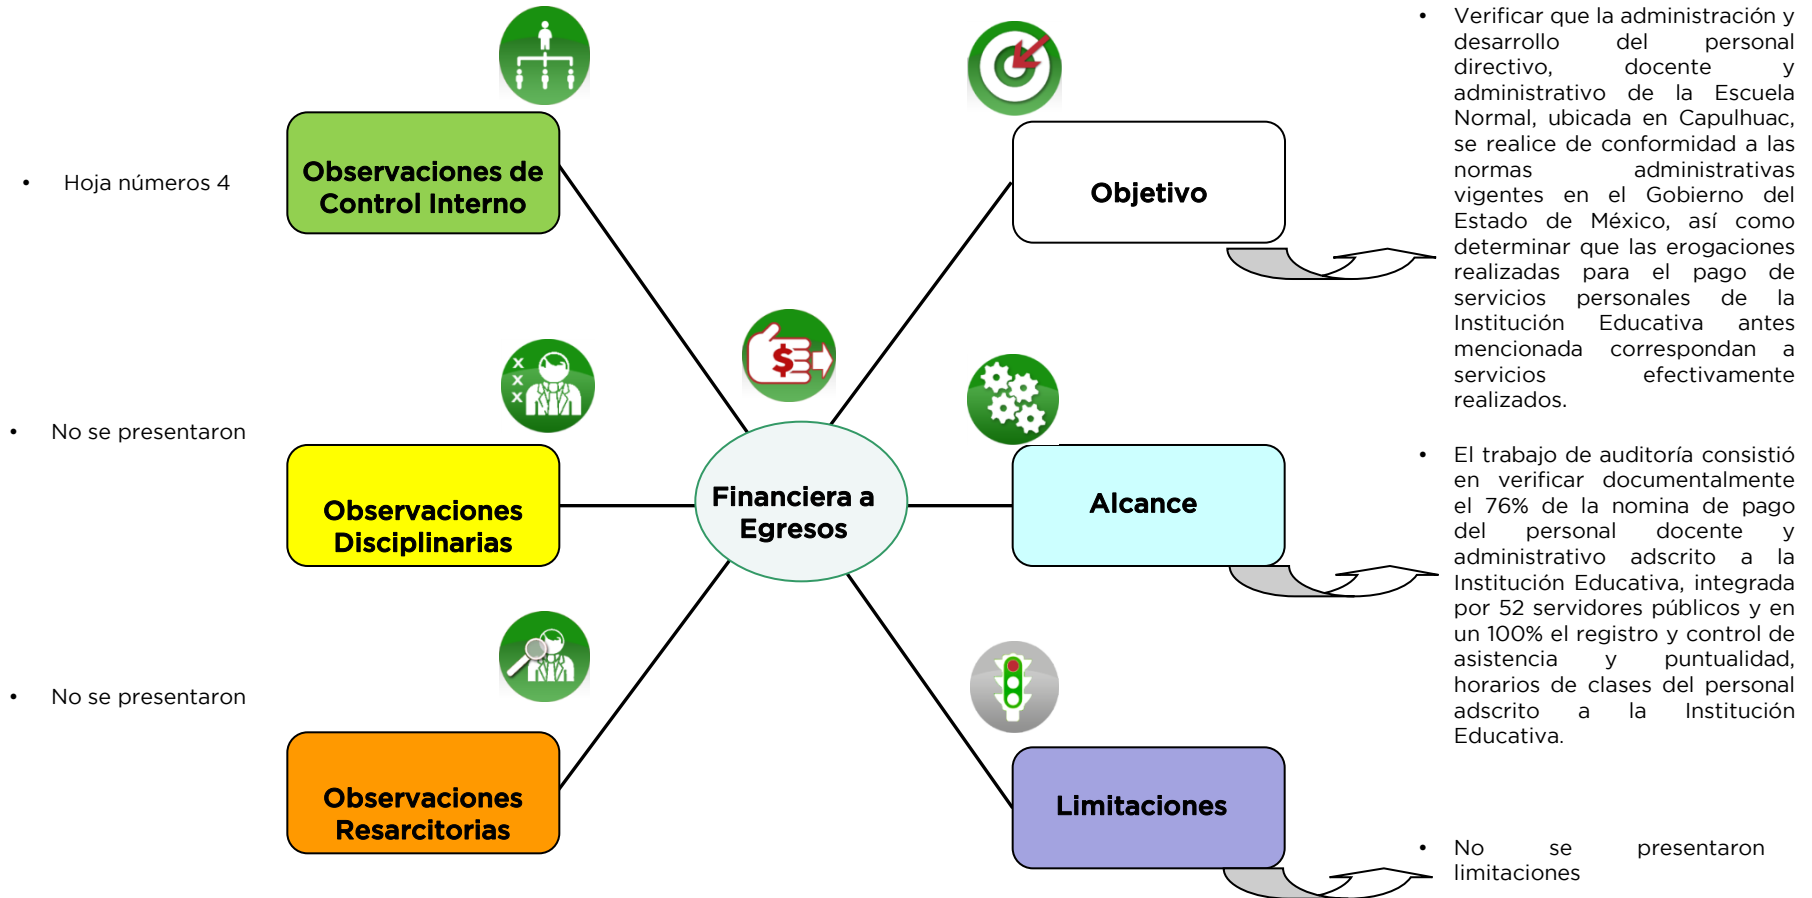 • Hoja números 4
Observaciones de
Control Interno
• No se presentaron
Observaciones
Disciplinarias
• No se presentaron
Observaciones
Resarcitorias
$
x
x
x
Financiera a
Egresos
Objetivo
• Verificar que la administración y
desarrollo del personal
directivo, docente y
administrativo de la Escuela
Normal, ubicada en Capulhuac,
se realice de conformidad a las
normas administrativas
vigentes en el Gobierno del
Estado de México, así como
determinar que las erogaciones
realizadas para el pago de
servicios personales de la
Institución Educativa antes
mencionada correspondan a
servicios efectivamente
realizados.
Alcance
• El trabajo de auditoría consistió
en verificar documentalmente
el 76% de la nomina de pago
del personal docente y
administrativo adscrito a la
Institución Educativa, integrada
por 52 servidores públicos y en
un 100% el registro y control de
asistencia y puntualidad,
horarios de clases del personal
adscrito a la Institución
Educativa.
Limitaciones
• No se presentaron
limitaciones